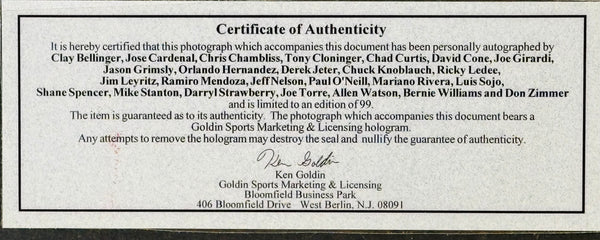 Certificate of Authenticity
It is hereby certified that this photograph which accompanies this document has been personally autographed by
Clay Bellinger, Jose Cardenal, Chris Chambliss, Tony Cloninger, Chad Curtis, David Cone, Joe Girardi,
Jason Grimsly, Orlando Hernandez, Derek Jeter, Chuck Knoblauch, Ricky Ledee,
Jim Leyritz, Ramiro Mendoza, Jeff Nelson, Paul O'Neill, Mariano Rivera, Luis Sojo,
Shane Spencer, Mike Stanton, Darryl Strawberry, Joe Torre, Allen Watson, Bernie Williams and Don Zimmer
and is limited to an edition of 99.
The item is guaranteed as to its authenticity. The photograph which accompanies this document bears a
Goldin Sports Marketing & Licensing hologram.
Any attempts to remove the hologram may destroy the seal and nullify the guarantee of authenticity.
Ken Goldin
Ken Goldin
Goldin Sports Marketing & Licensing
Bloomfield Business Park
406 Bloomfield Drive West Berlin, N.J. 08091